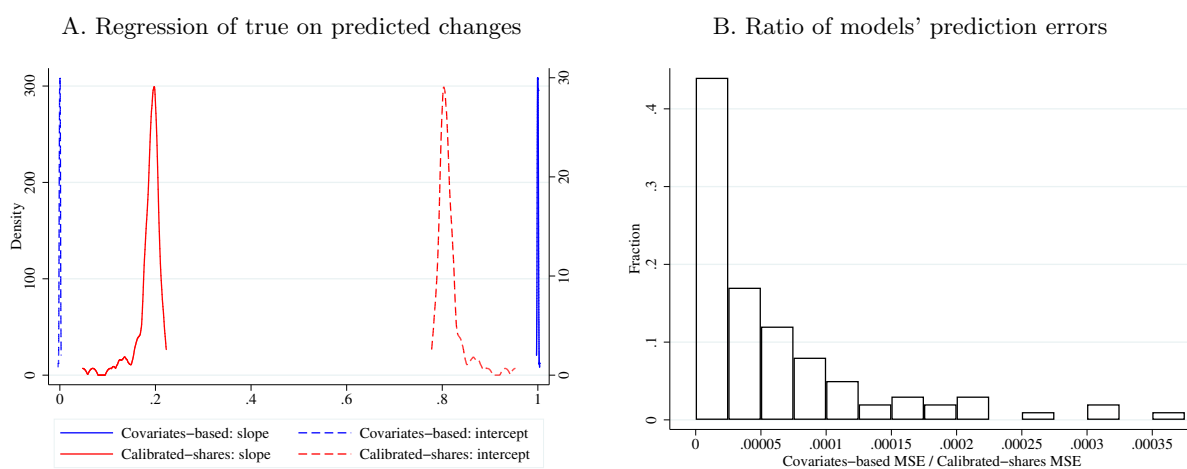 A. Regression of true on predicted changes
300
200
100
0
Density
30
20
10
0
0 .2 .4 .6 .8 1
Covariates−based: slope Covariates−based: intercept
Calibrated−shares: slope Calibrated−shares: intercept
B. Ratio of models' prediction errors
.4
.3
.2
.1
0
Fraction
0 .00005 .0001 .00015 .0002 .00025 .0003 .00035
Covariates−based MSE / Calibrated−shares MSE